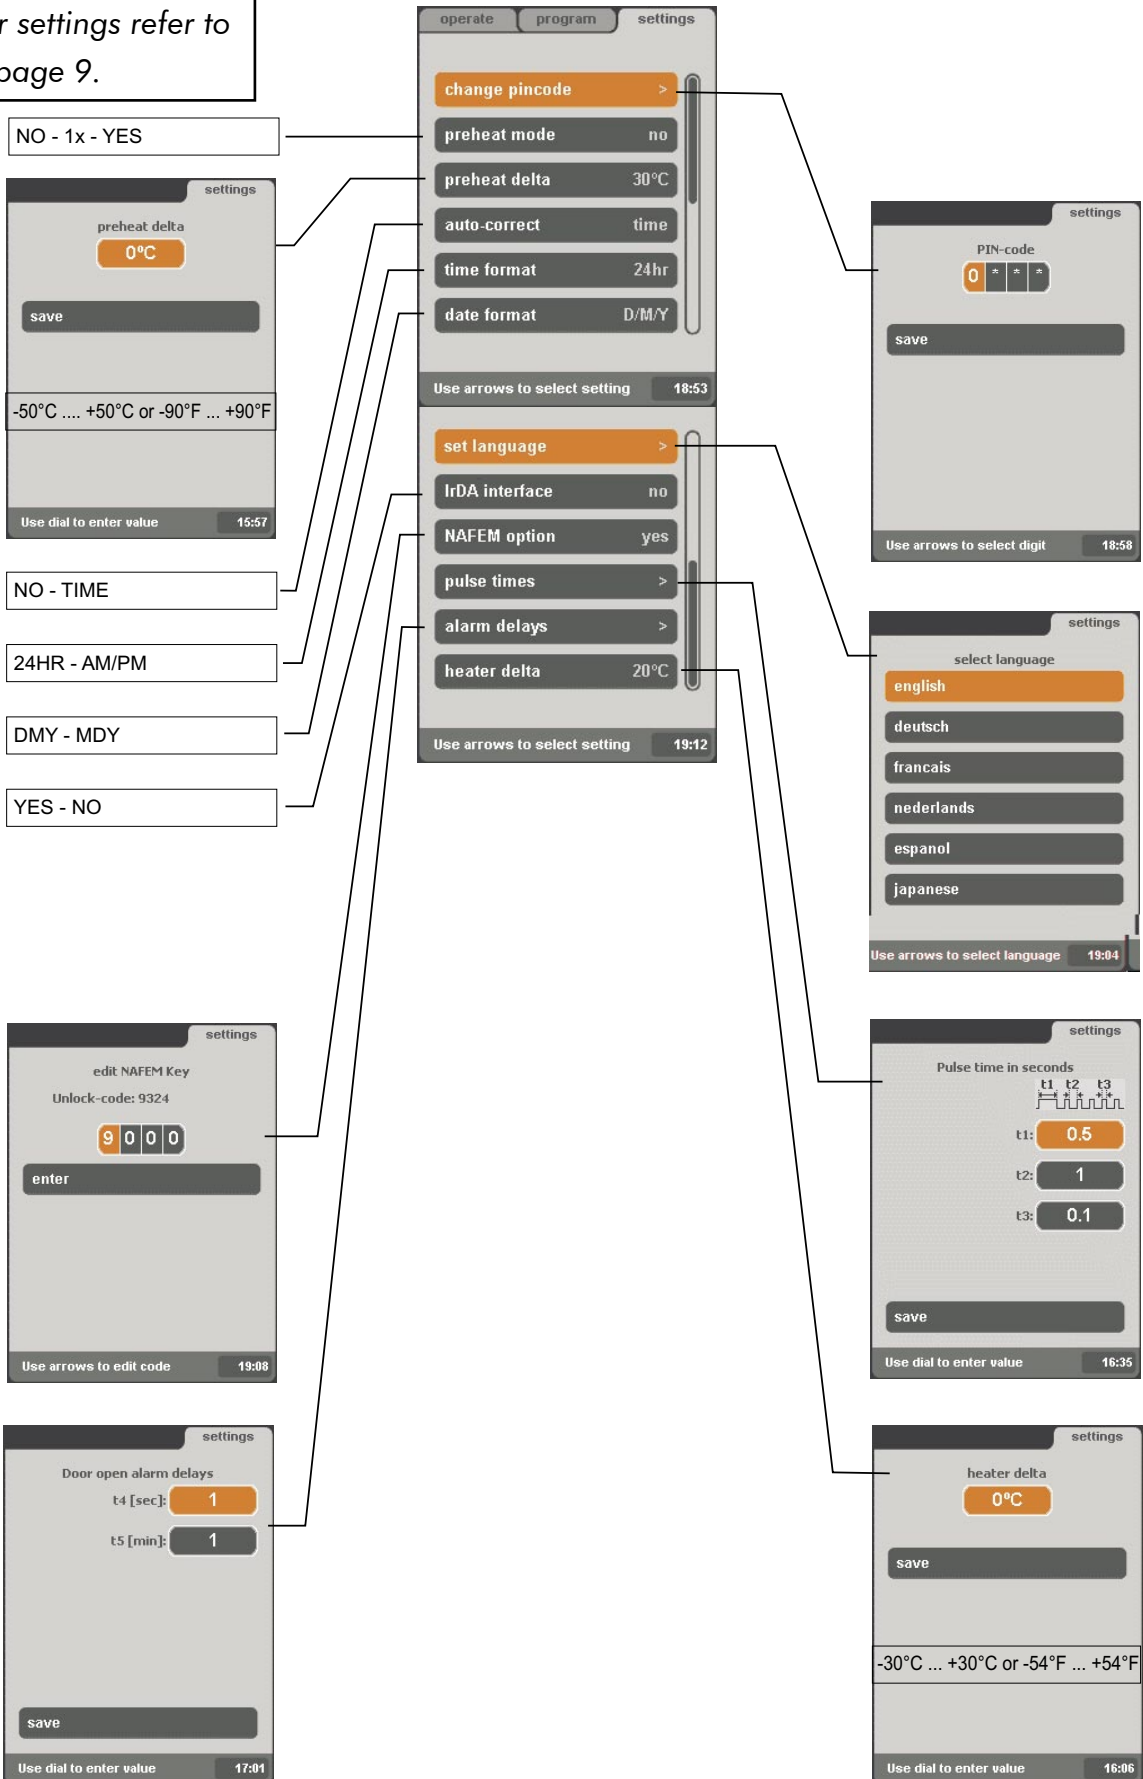 r settings refer to
page 9.
operate program settings
change pincode >
preheat mode no
preheat delta 30°C
auto-correct time
time format 24hr
date format D/M/Y
Use arrows to select setting 18:53
set language >
IrDA interface no
NAFEM option yes
pulse times >
alarm delays >
heater delta 20°C
Use arrows to select setting 19:12
NO - 1x - YES
settings
preheat delta
0°C
save
-50°C .... +50°C or -90°F ... +90°F
Use dial to enter value 15:57
NO - TIME
24HR - AM/PM
DMY - MDY
YES - NO
settings
edit NAFEM Key
Unlock-code: 9324
9 0 0 0
enter
Use arrows to edit code 19:08
settings
Door open alarm delays
t4 [sec]: 1
t5 [min]: 1
save
Use dial to enter value 17:01
settings
PIN-code
0 * * *
save
Use arrows to select digit 18:58
settings
select language
english
deutsch
francais
nederlands
espanol
japanese
Use arrows to select language 19:04
settings
Pulse time in seconds
t1 t2 t3
t1: 0.5
t2: 1
t3: 0.1
save
Use dial to enter value 16:35
settings
heater delta
0°C
save
-30°C ... +30°C or -54°F ... +54°F
Use dial to enter value 16:06